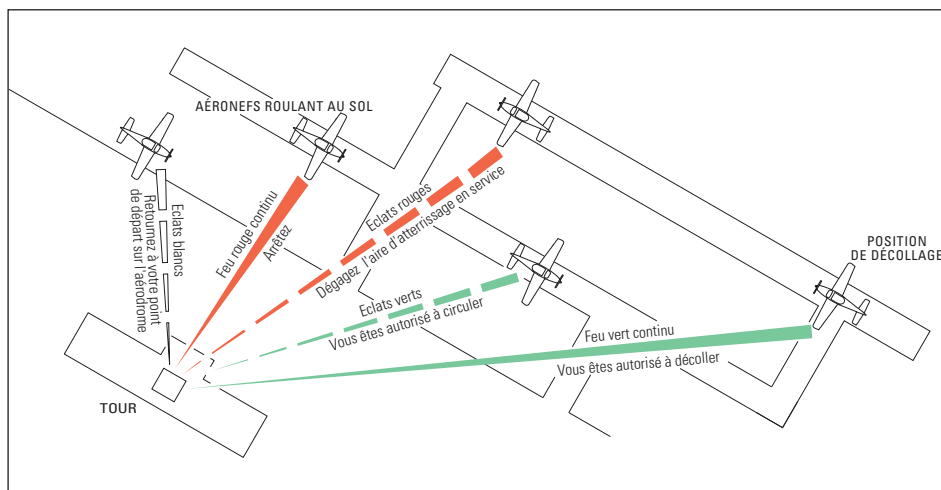 AÉRONEFS ROULANT AU SOL
Eclats blancs
Retournez à votre point
de départ sur l'aérodrome
Feu rouge continu
Arrêtez
Eclats rouges
Dégagez l'aire d'atterrissage en service
Eclats verts
Vous êtes autorisé à circuler
POSITION
DE DÉCOLLAGE
Feu vert continu
Vous êtes autorisé à décoller
TOUR